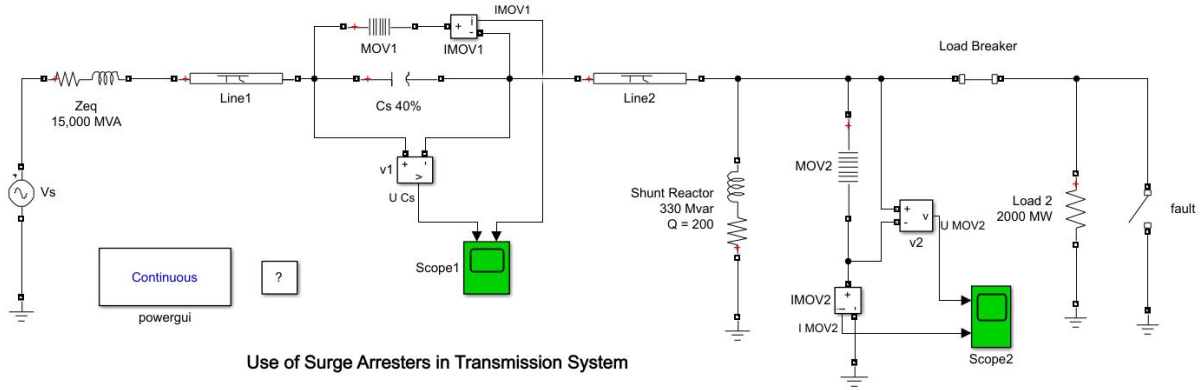 IMOV1
MOV1
i
+
-
IMOV1
Load Breaker
Zeq
15,000 MVA
Line1
Cs 40%
Line2
Vs
v1
+
-
v
U Cs
MOV2
Shunt Reactor
330 Mvar
Q = 200
+
-
v
U MOV2
v2
Load 2
2000 MW
fault
Continuous
powergui
?
Scope1
IMOV2
+
i
-
I MOV2
Scope2
Use of Surge Arresters in Transmission System